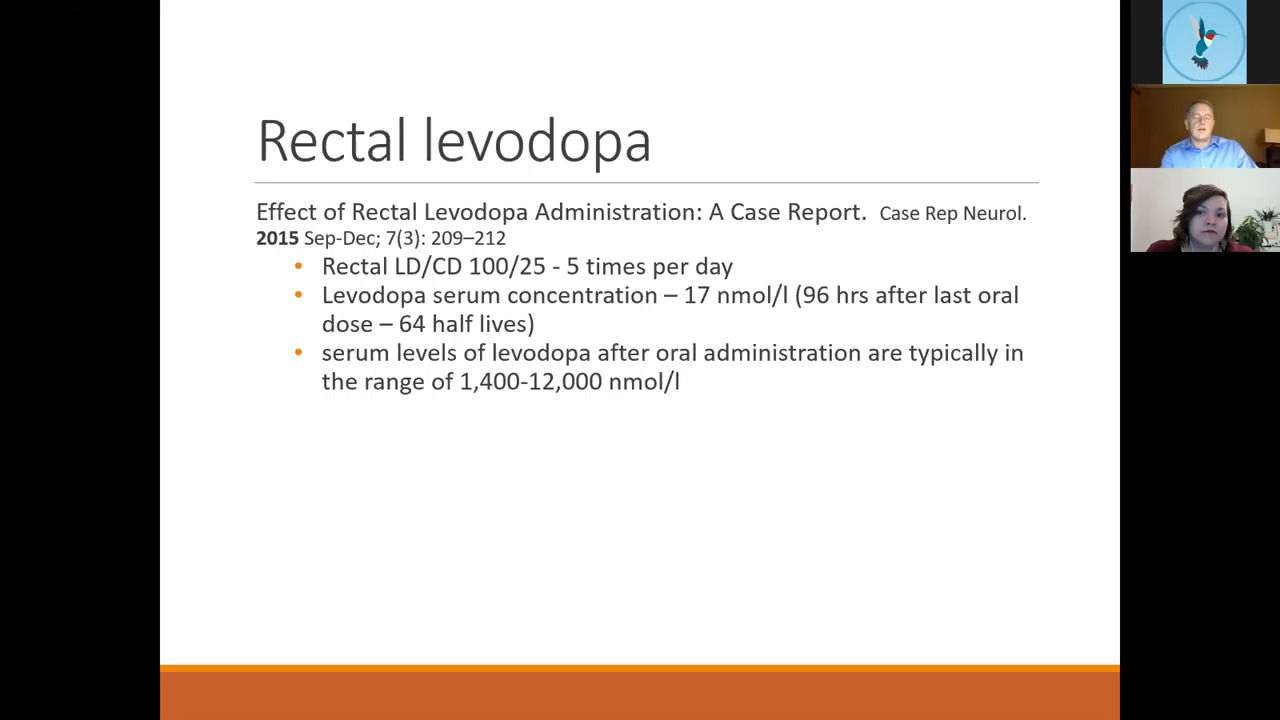 Rectal levodopa
Effect of Rectal Levodopa Administration: A Case Report. Case Rep Neurol.
2015 Sep-Dec; 7(3): 209–212
• Rectal LD/CD 100/25 - 5 times per day
• Levodopa serum concentration – 17 nmol/l (96 hrs after last oral
dose – 64 half lives)
• serum levels of levodopa after oral administration are typically in
the range of 1,400-12,000 nmol/l